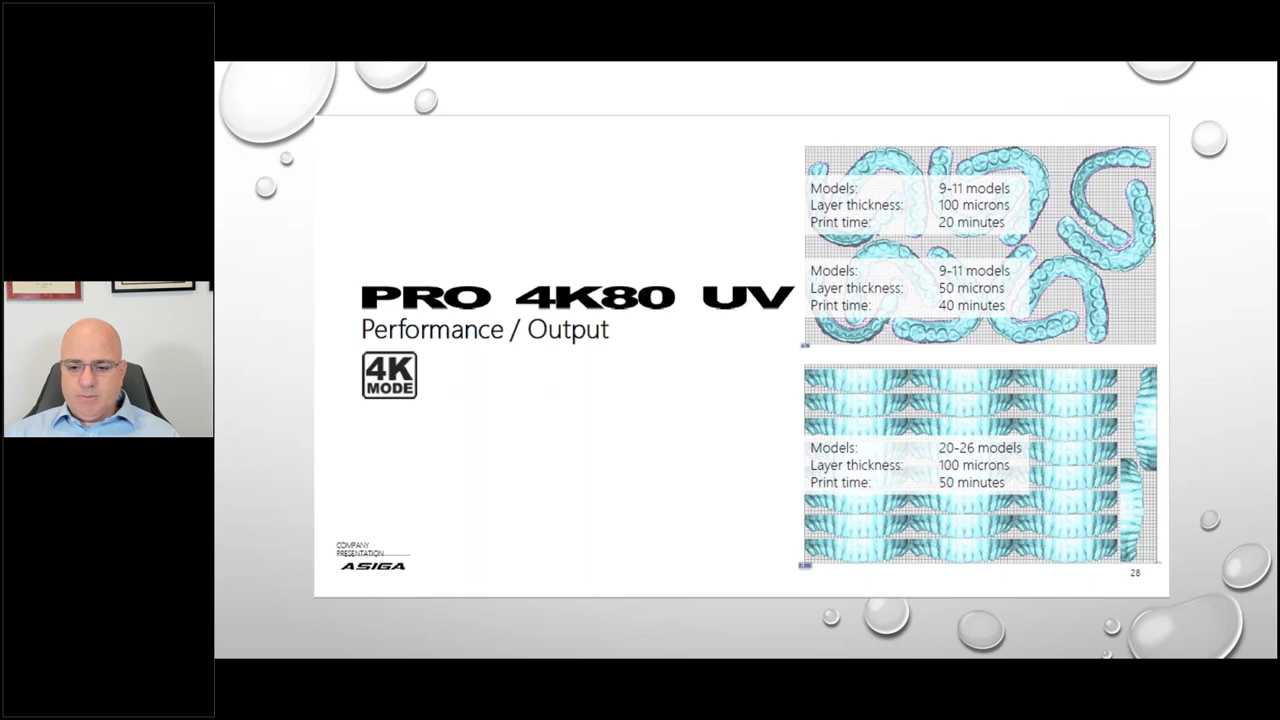 PRO 4K80 UV
Performance / Output
4K
MODE
Models: 9-11 models
Layer thickness: 100 microns
Print time: 20 minutes
Models: 9-11 models
Layer thickness: 50 microns
Print time: 40 minutes
Models: 20-26 models
Layer thickness: 100 microns
Print time: 50 minutes
COMPANY
PRESENTATION
ASIGA
28